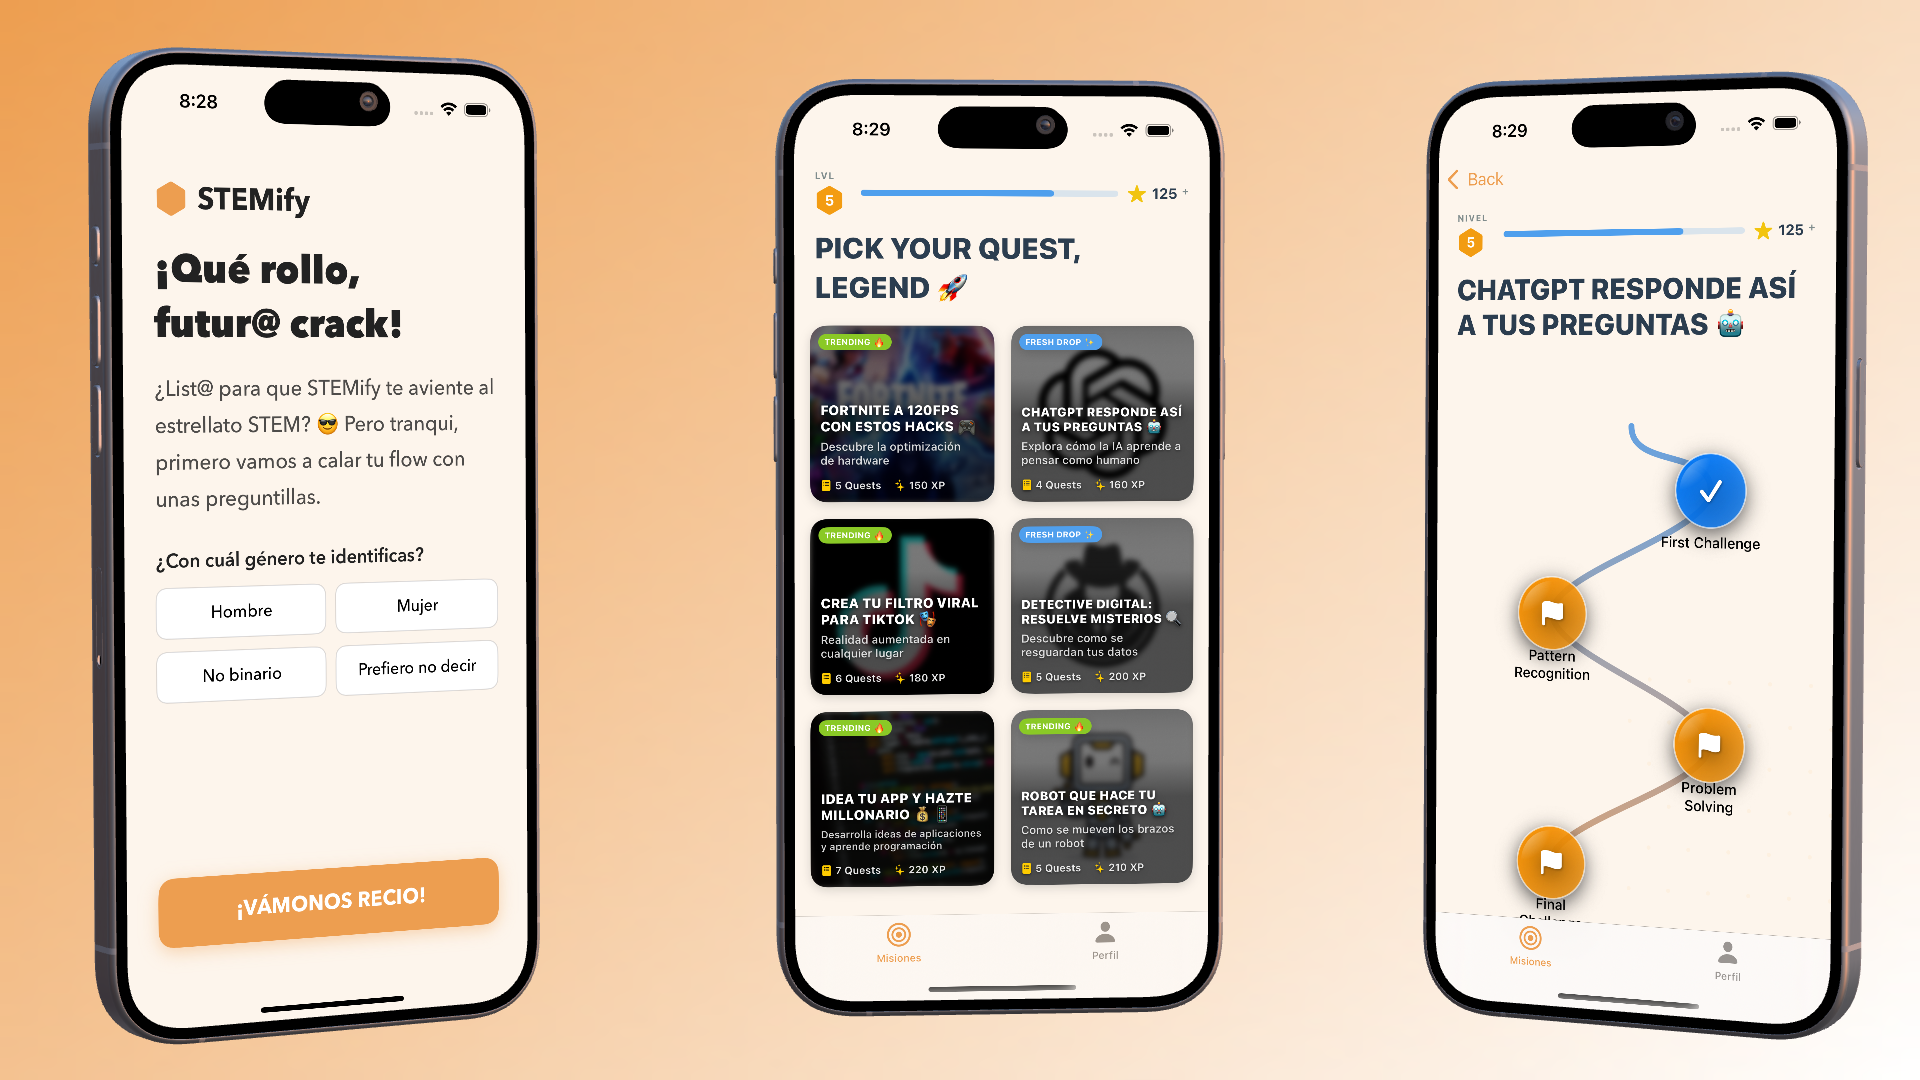 8:28
STEMify
¡Qué rollo,
futur@ crack!
¿List@ para que STEMify te aviente al
estrellato STEM? 😎 Pero tranqui,
primero vamos a calar tu flow con
unas preguntillas.
¿Con cuál género te identificas?
Hombre
Mujer
No binario
Prefiero no decir
¡VÁMONOS RECIO!
8:29
LVL
5
125 +
PICK YOUR QUEST,
LEGEND 🚀
TRENDING 🔥
FORTNITE
FORTNITE A 120FPS
CON ESTOS HACKS 🎮
Descubre la optimización
de hardware
5 Quests
150 XP
FRESH DROP ✨
CHATGPT RESPONDE ASÍ
A TUS PREGUNTAS 🤖
Explora cómo la IA aprende a
pensar como humano
4 Quests
160 XP
TRENDING 🔥
CREA TU FILTRO VIRAL
PARA TIKTOK 🎭
Realidad aumentada en
cualquier lugar
6 Quests
180 XP
FRESH DROP ✨
DETECTIVE DIGITAL:
RESUELVE MISTERIOS 🔍
Descubre como se
resguardan tus datos
5 Quests
200 XP
TRENDING 🔥
IDEA TU APP Y HAZTE
MILLONARIO 💰 📱
Desarrolla ideas de aplicaciones
y aprende programación
7 Quests
220 XP
TRENDING 🔥
ROBOT QUE HACE TU
TAREA EN SECRETO 🤖
Como se mueven los brazos
de un robot
5 Quests
210 XP
Misiones
Perfil
8:29
Back
NIVEL
5
125 +
CHATGPT RESPONDE ASÍ
A TUS PREGUNTAS 🤖
First Challenge
Pattern
Recognition
Problem
Solving
Final
Misiones
Perfil